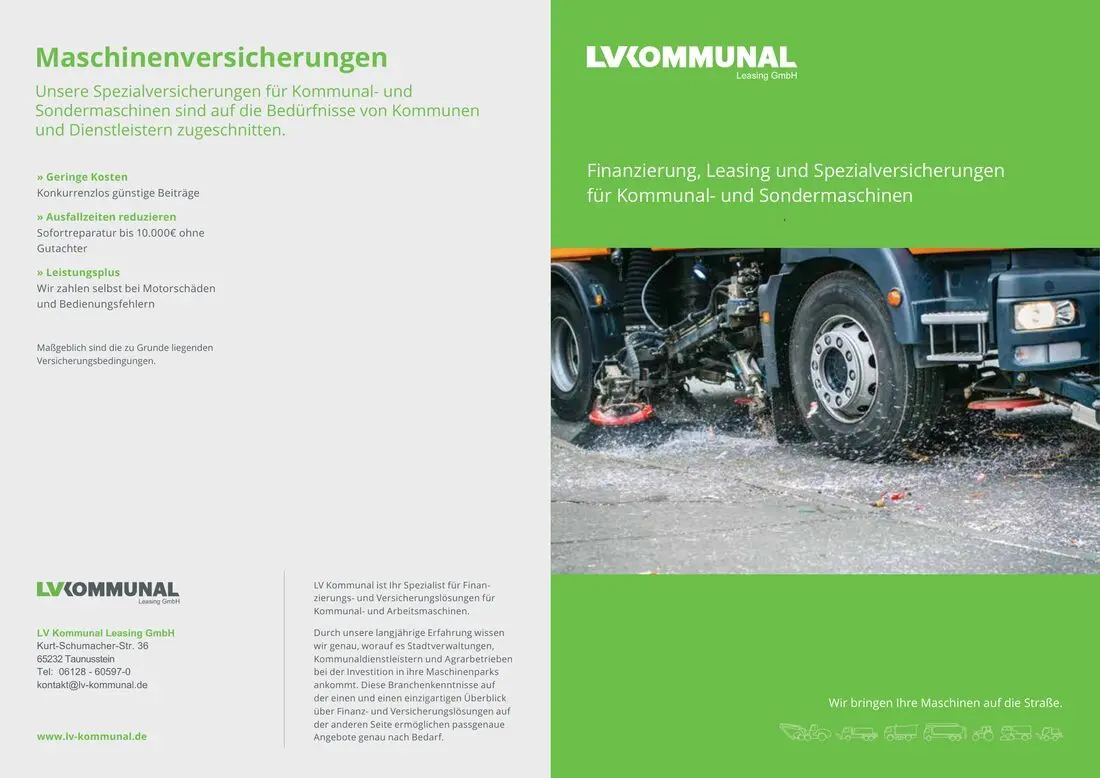 Maschinenversicherungen
Unsere Spezialversicherungen für Kommunal- und
Sondermaschinen sind auf die Bedürfnisse von Kommunen
und Dienstleistern zugeschnitten.
» Geringe Kosten
Konkurrenzlos günstige Beiträge
» Ausfallzeiten reduzieren
Sofortreparatur bis 10.000€ ohne
Gutachter
» Leistungsplus
Wir zahlen selbst bei Motorschäden
und Bedienungsfehlern
Maßgeblich sind die zu Grunde liegenden
Versicherungsbedingungen.
LVKOMMUNAL
Leasing GmbH
LV Kommunal Leasing GmbH
Kurt-Schumacher-Str. 36
65232 Taunusstein
Tel: 06128 - 60597-0
kontakt@lv-kommunal.de
www.lv-kommunal.de
LV Kommunal ist Ihr Spezialist für Finan-
zierungs- und Versicherungslösungen für
Kommunal- und Arbeitsmaschinen.
Durch unsere langjährige Erfahrung wissen
wir genau, worauf es Stadtverwaltungen,
Kommunaldienstleistern und Agrarbetrieben
bei der Investition in ihre Maschinenparks
ankommt. Diese Branchenkenntnisse auf
der einen und einen einzigartigen Überblick
über Finanz- und Versicherungslösungen auf
der anderen Seite ermöglichen passgenaue
Angebote genau nach Bedarf.
LVKOMMUNAL
Leasing GmbH
Finanzierung, Leasing und Spezialversicherungen
für Kommunal- und Sondermaschinen
Wir bringen Ihre Maschinen auf die Straße.